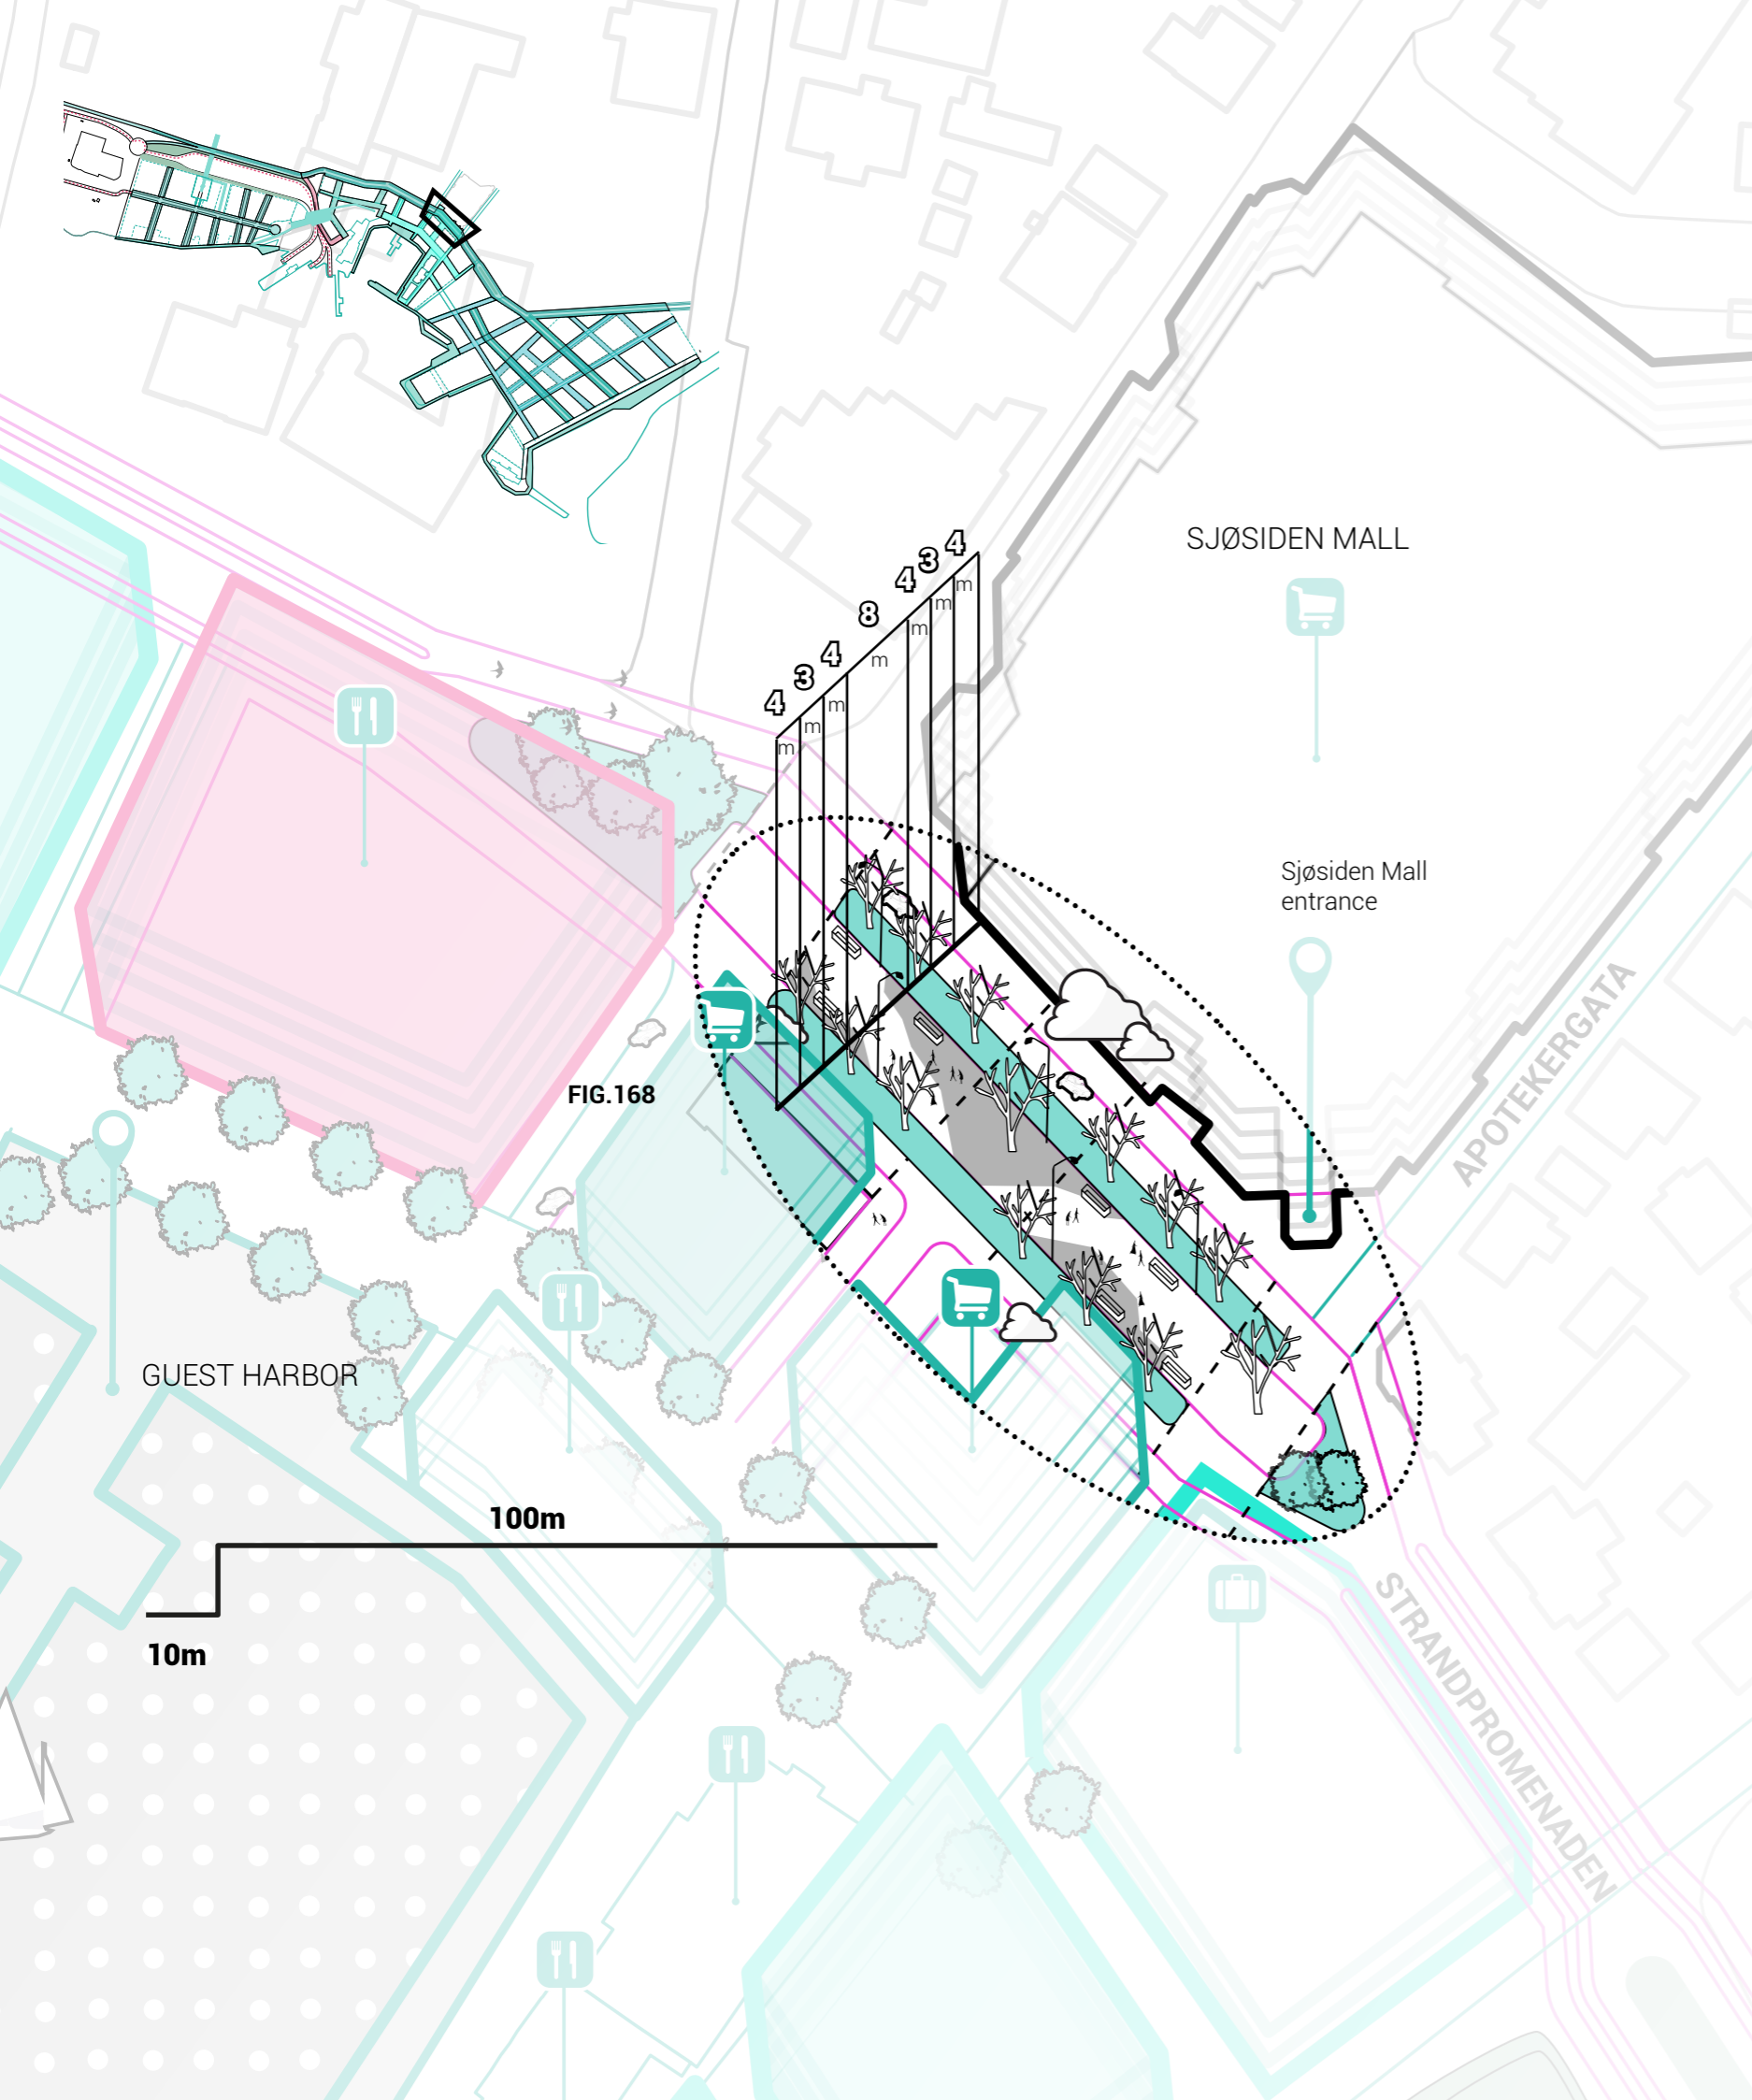 SJØSIDEN MALL
4
3
4
8
4
3
4
m
m
m
m
m
m
m
Sjøsiden Mall
entrance
APOTEKERGATA
FIG.168
GUEST HARBOR
100m
10m
STRANDPROMENADEN